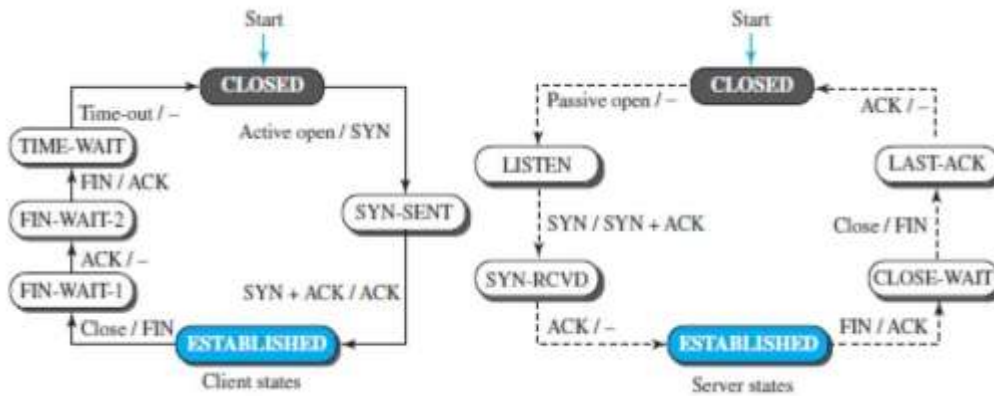 Start
CLOSED
Time-out / –
Active open / SYN
TIME-WAIT
FIN / ACK
SYN-SENT
FIN-WAIT-2
ACK / –
FIN-WAIT-1
SYN + ACK / ACK
Close / FIN
ESTABLISHED
Client states
Start
CLOSED
Passive open / –
ACK / –
LISTEN
LAST-ACK
SYN / SYN + ACK
Close / FIN
SYN-RCVD
CLOSE-WAIT
ACK / –
FIN / ACK
ESTABLISHED
Server states